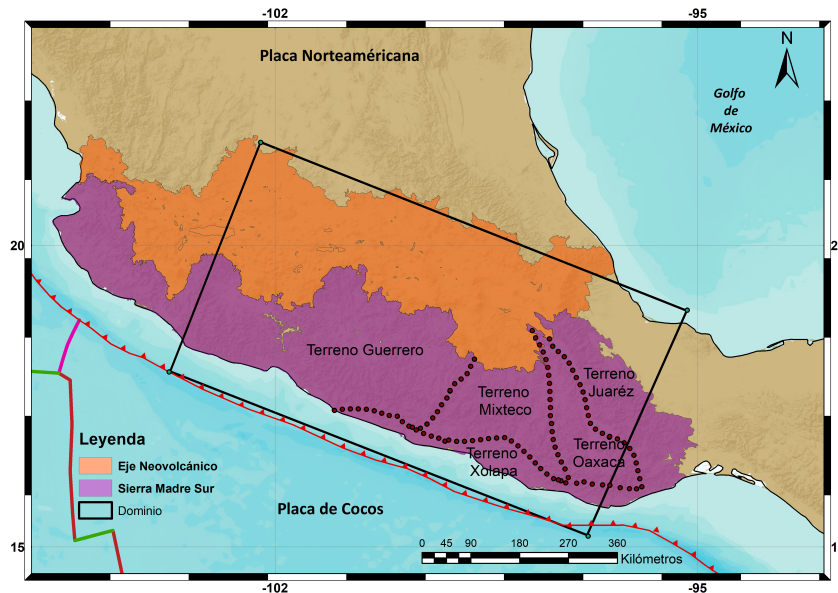 -102
-95
Placa Norteaméricana
N
Golfo
de
México
20
2
Terreno Guerrero
Terreno
Juaréz
Terreno
Mixteco
Terreno
Oaxaca
Terreno
Xolapa
Leyenda
Eje Neovolcánico
Sierra Madre Sur
Dominio
Placa de Cocos
0 45 90 180 270 360
Kilómetros
15
1
-102
-95